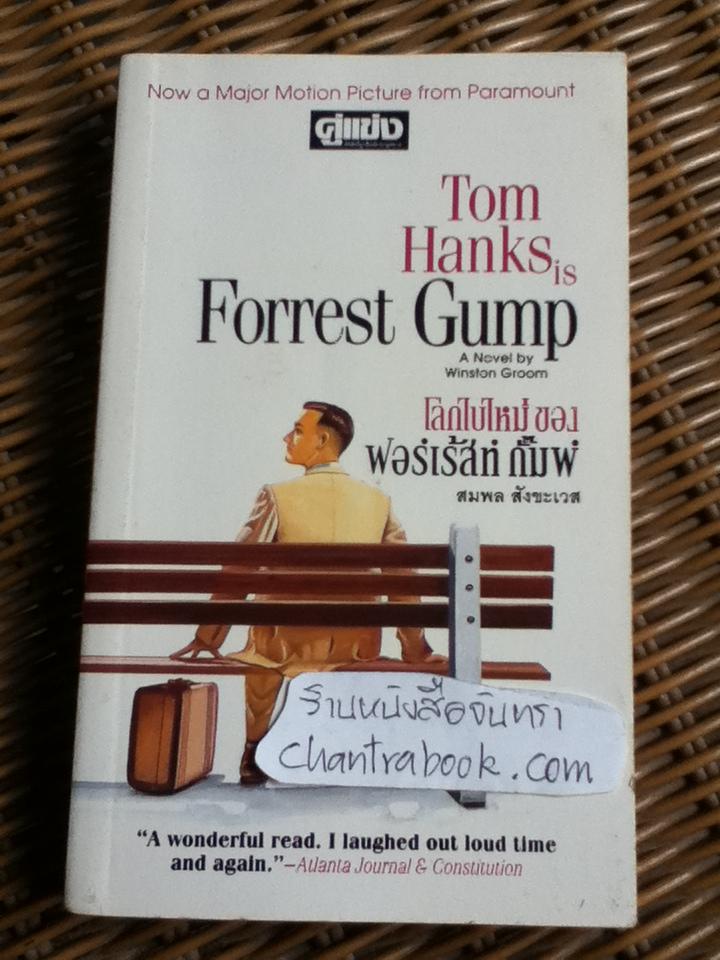 Now a Major Motion Picture from Paramount
คู่แข่ง
Tom
Hanks is
Forrest Gump
A Novel by
Winston Groom
โลกใบใหม่ ของ
ฟอร์เร้สท์ กั๊มพ์
สมพล สังขะเวส
ร้านหนังสือจันทรา
chantrabook.com
"A wonderful read. I laughed out loud time
and again."–Atlanta Journal & Constitution